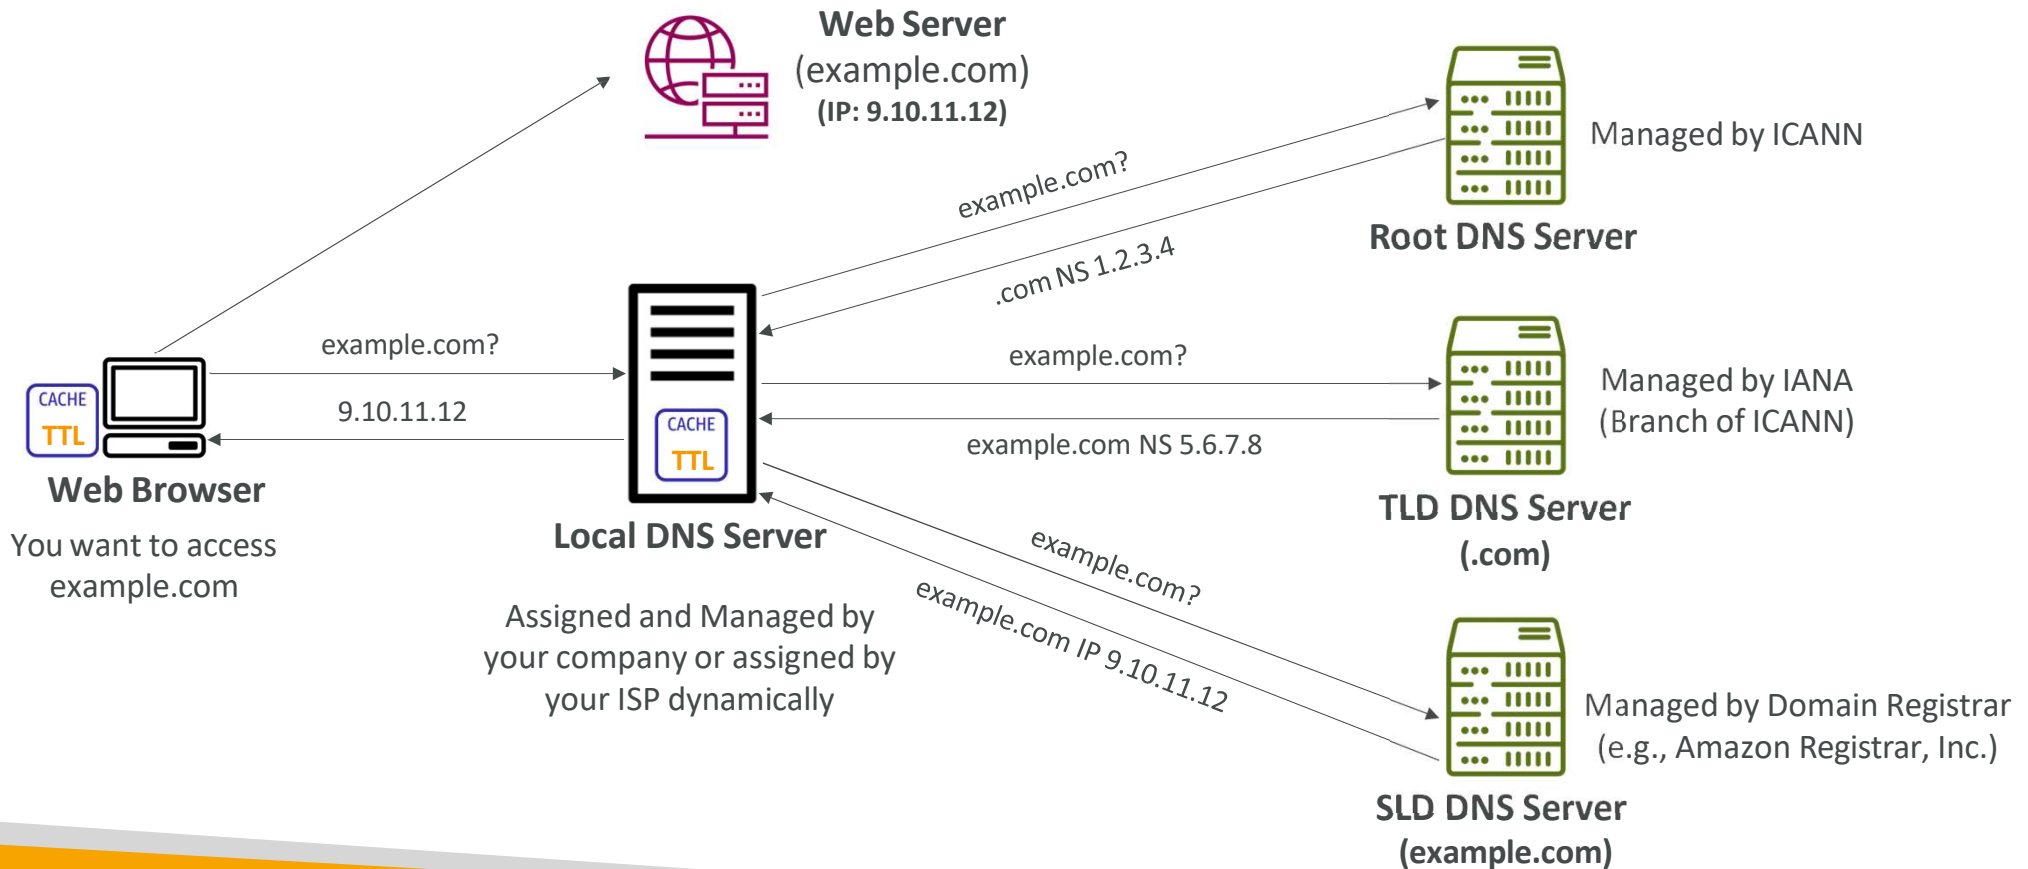 Web Server
(example.com)
(IP: 9.10.11.12)
Managed by ICANN
Root DNS Server
example.com?
.com NS 1.2.3.4
example.com?
9.10.11.12
CACHE
TTL
Web Browser
You want to access
example.com
CACHE
TTL
Local DNS Server
Assigned and Managed by
your company or assigned by
your ISP dynamically
example.com?
example.com NS 5.6.7.8
Managed by IANA
(Branch of ICANN)
TLD DNS Server
(.com)
example.com?
example.com IP 9.10.11.12
Managed by Domain Registrar
(e.g., Amazon Registrar, Inc.)
SLD DNS Server
(example.com)